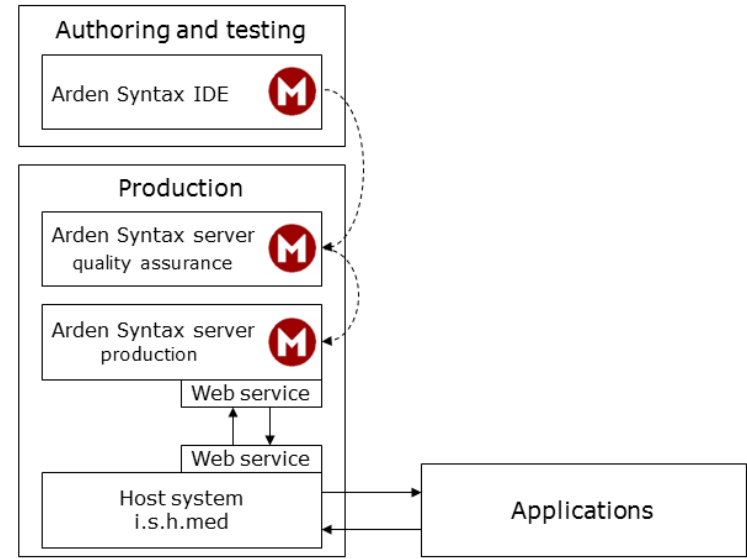 Authoring and testing
Arden Syntax IDE
M
Production
Arden Syntax server
quality assurance
M
Arden Syntax server
production
M
Web service
Web service
Host system
i.s.h.med
Applications